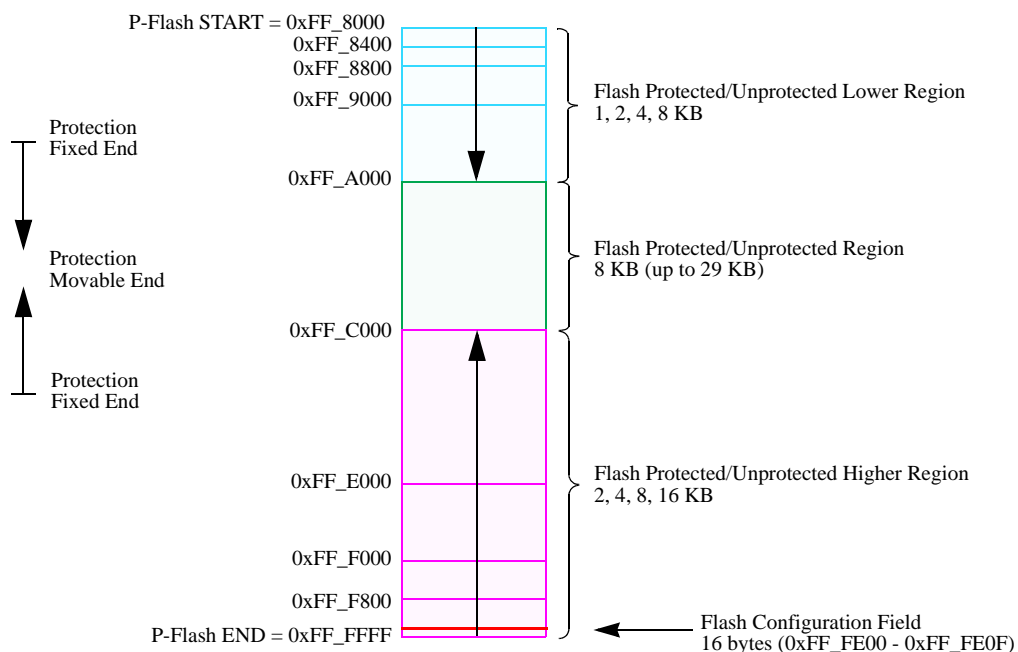 P-Flash START = 0xFF_8000
0xFF_8400
0xFF_8800
0xFF_9000
Flash Protected/Unprotected Lower Region
1, 2, 4, 8 KB
Protection
Fixed End
0xFF_A000
Protection
Movable End
Flash Protected/Unprotected Region
8 KB (up to 29 KB)
0xFF_C000
Protection
Fixed End
0xFF_E000
Flash Protected/Unprotected Higher Region
2, 4, 8, 16 KB
0xFF_F000
0xFF_F800
P-Flash END = 0xFF_FFFF
Flash Configuration Field
16 bytes (0xFF_FE00 - 0xFF_FE0F)